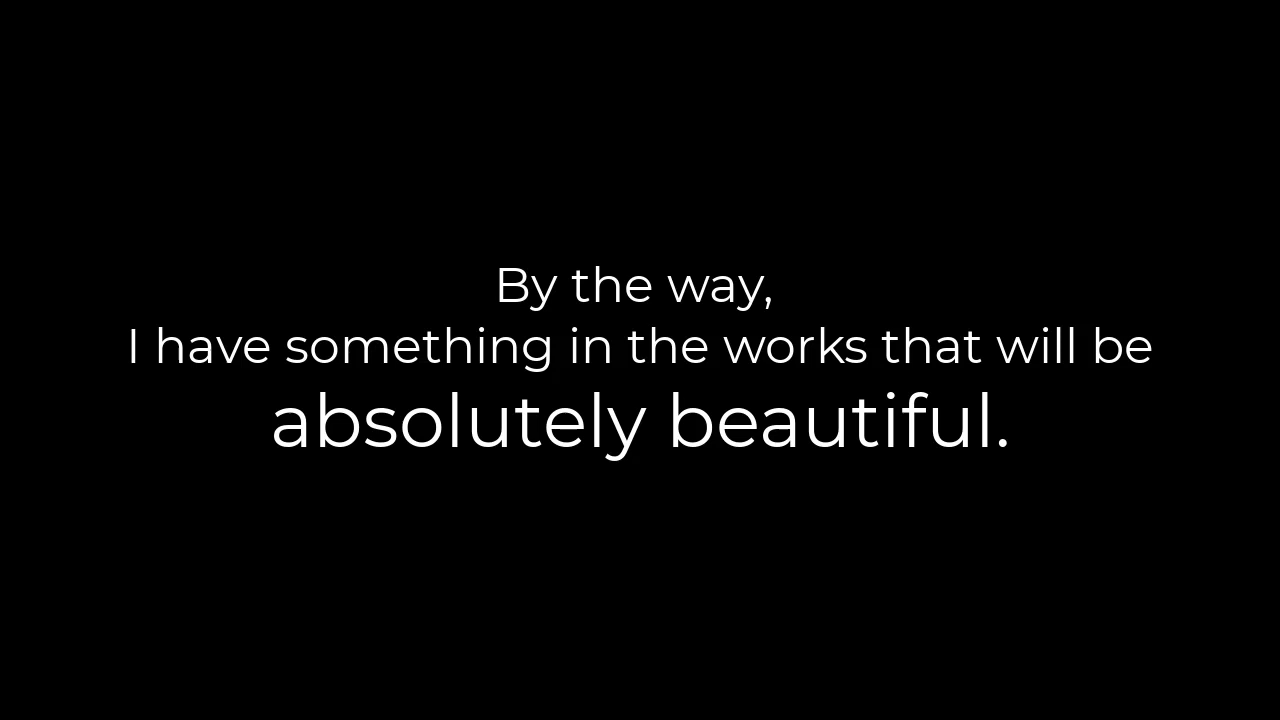 By the way,
I have something in the works that will be
absolutely beautiful.